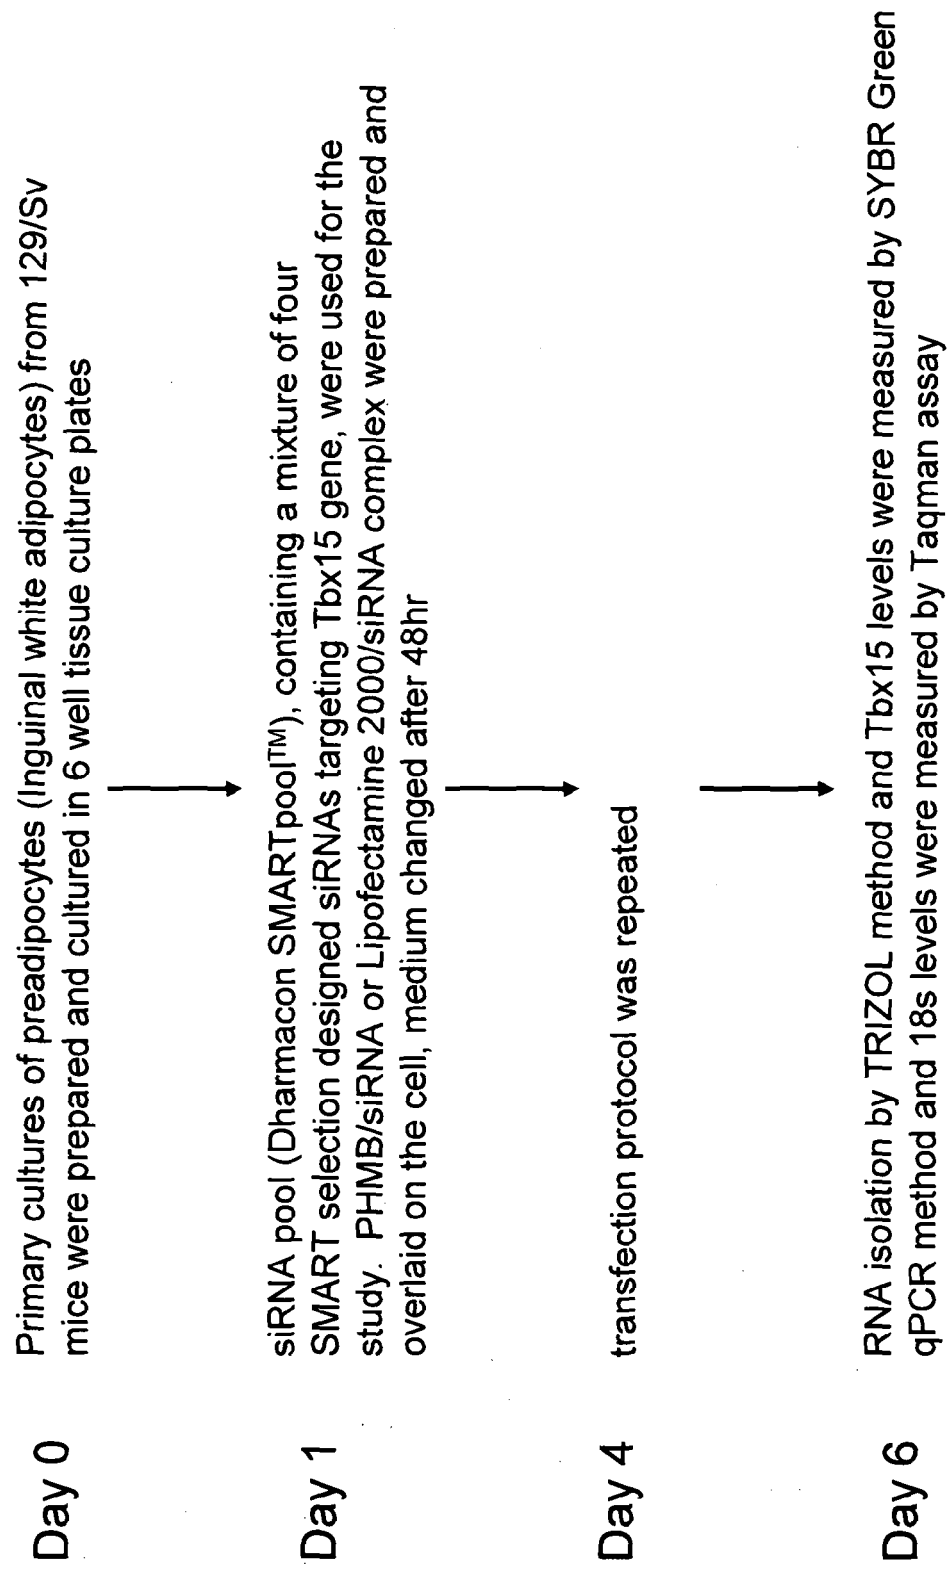 Day 0
Primary cultures of preadipocytes (Inguinal white adipocytes) from 129/Sv
mice were prepared and cultured in 6 well tissue culture plates
Day 1
siRNA pool (Dharmacon SMARTpool™), containing a mixture of four
SMART selection designed siRNAs targeting Tbx15 gene, were used for the
study. PHMB/siRNA or Lipofectamine 2000/siRNA complex were prepared and
overlaid on the cell, medium changed after 48hr
Day 4
transfection protocol was repeated
Day 6
RNA isolation by TRIZOL method and Tbx15 levels were measured by SYBR Green
qPCR method and 18s levels were measured by Taqman assay